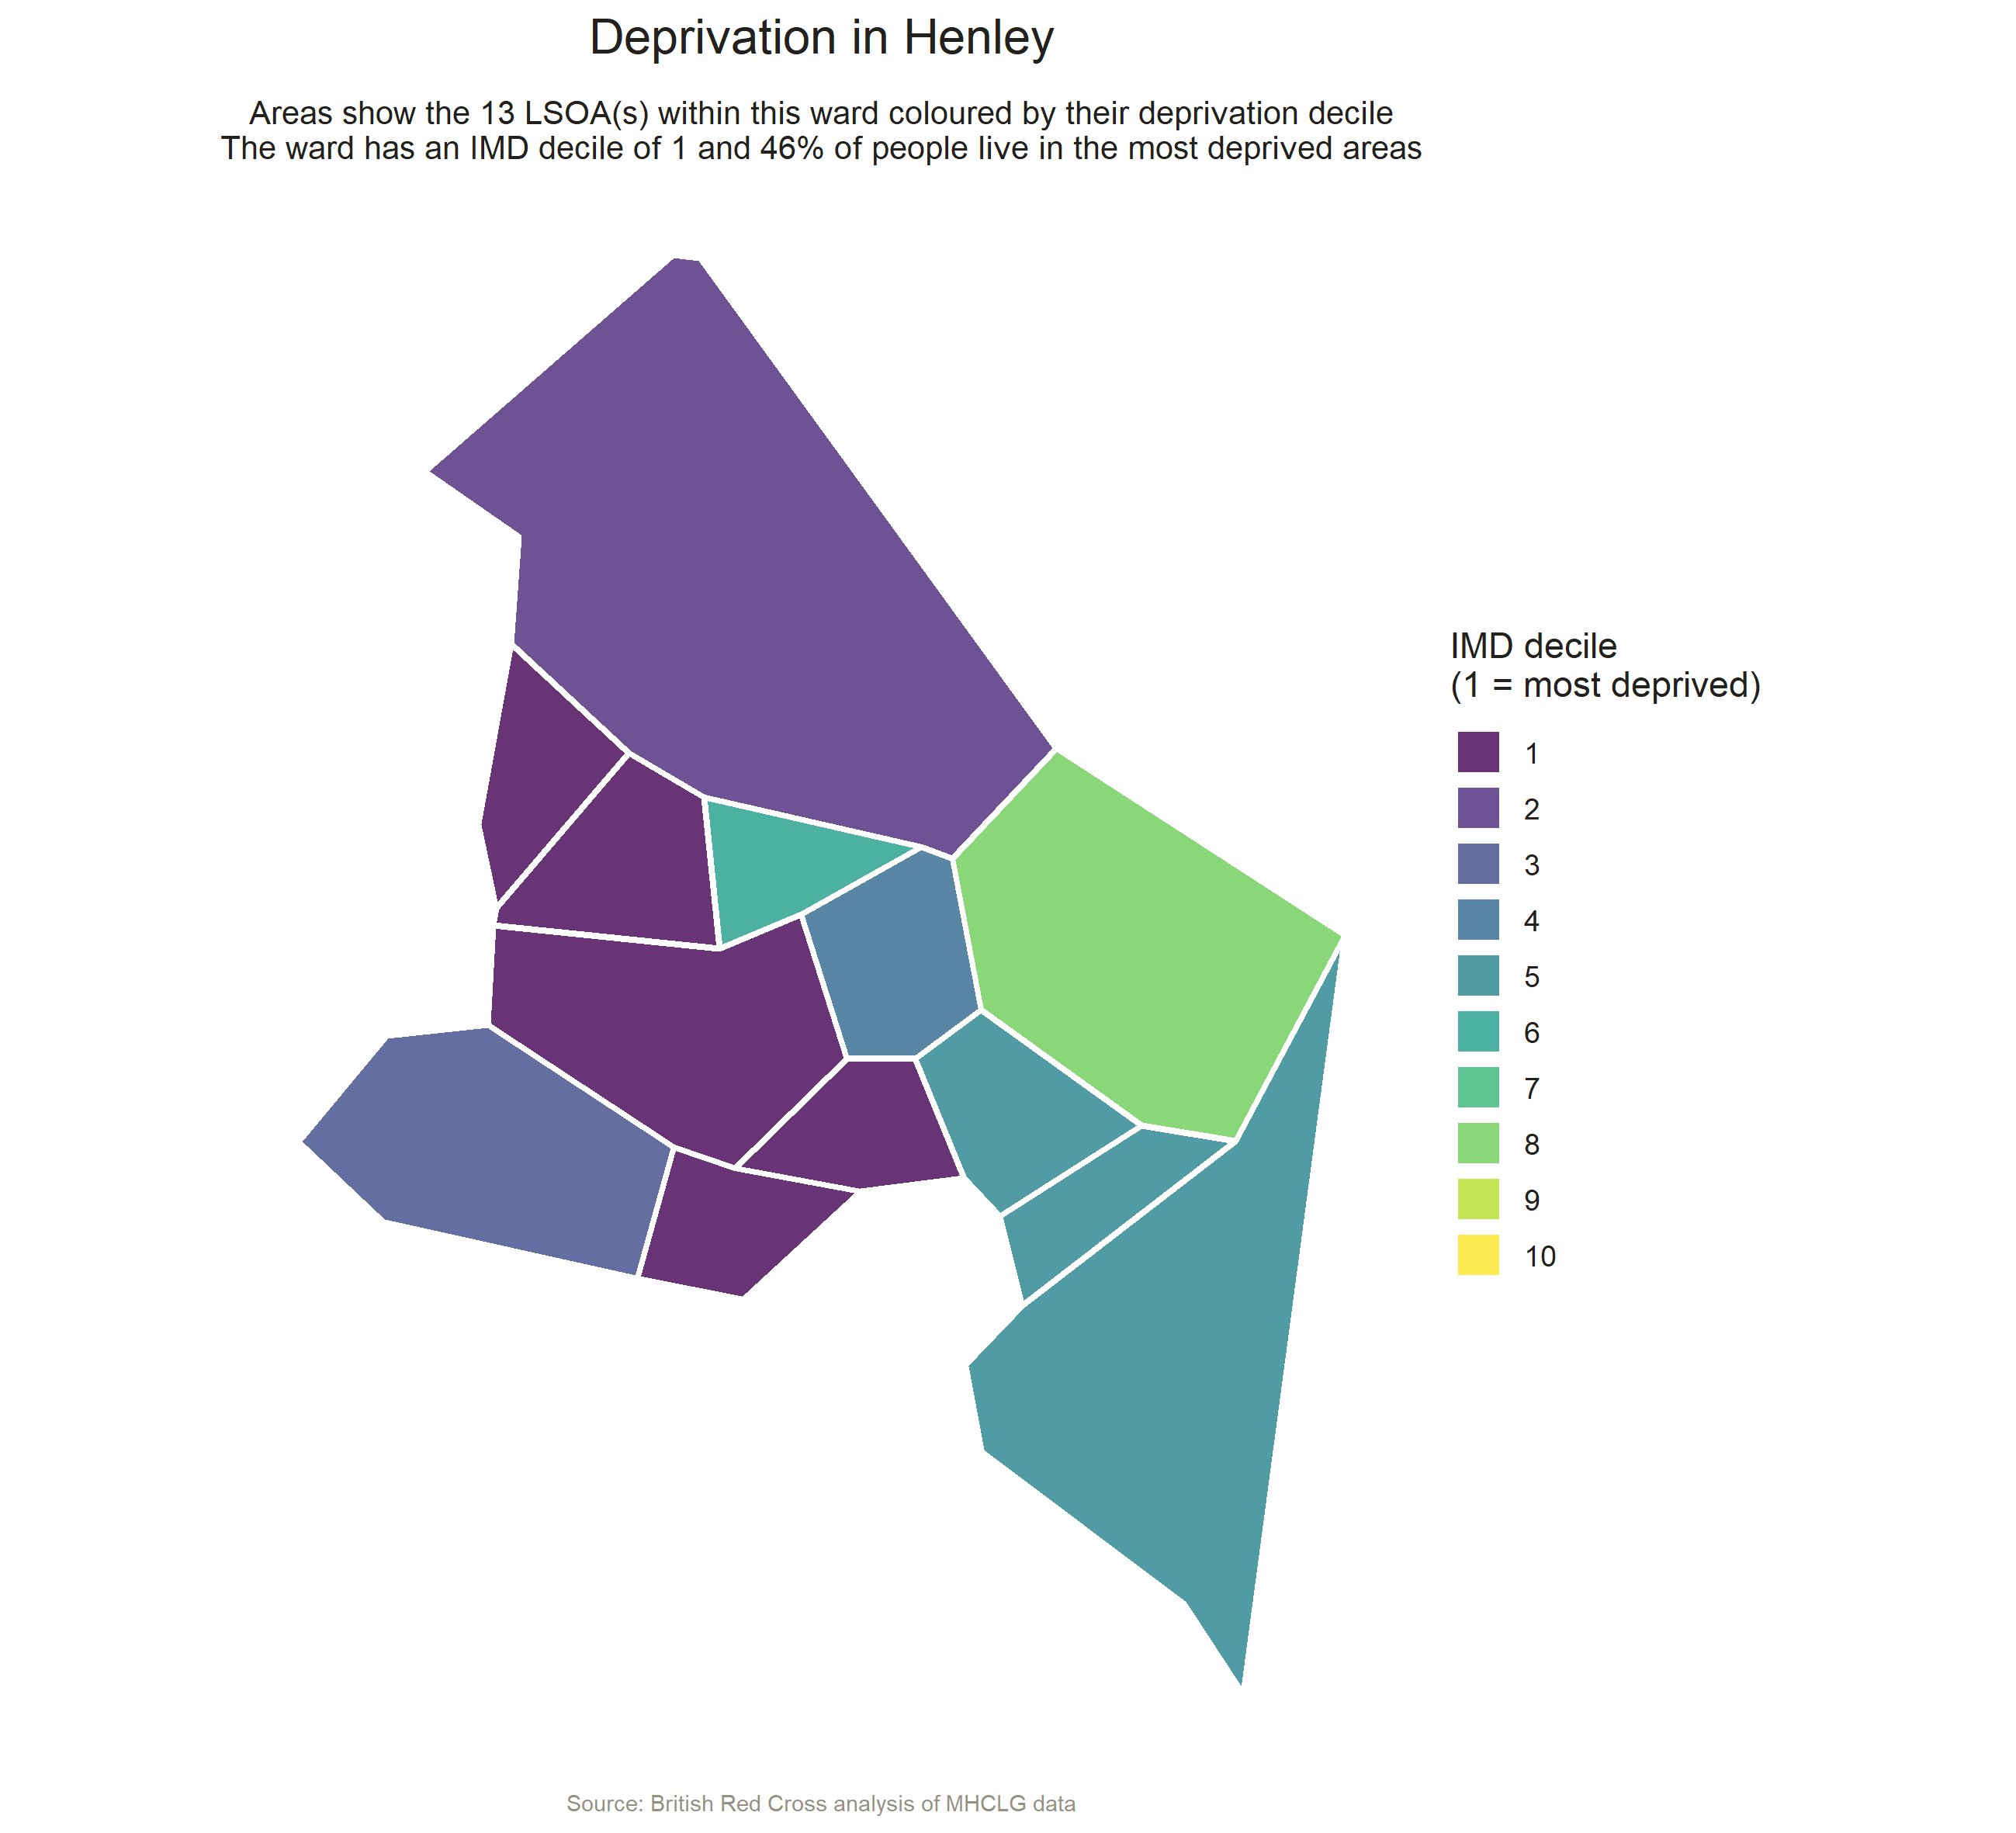 Deprivation in Henley
Areas show the 13 LSOA(s) within this ward coloured by their deprivation decile
The ward has an IMD decile of 1 and 46% of people live in the most deprived areas
IMD decile
(1 = most deprived)
1
2
3
4
5
6
7
8
9
10
Source: British Red Cross analysis of MHCLG data